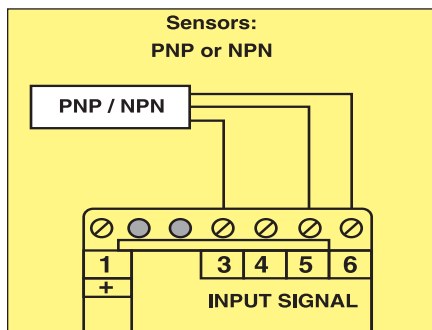 Sensors:
PNP or NPN
PNP / NPN
1 3 4 5 6
+
INPUT SIGNAL